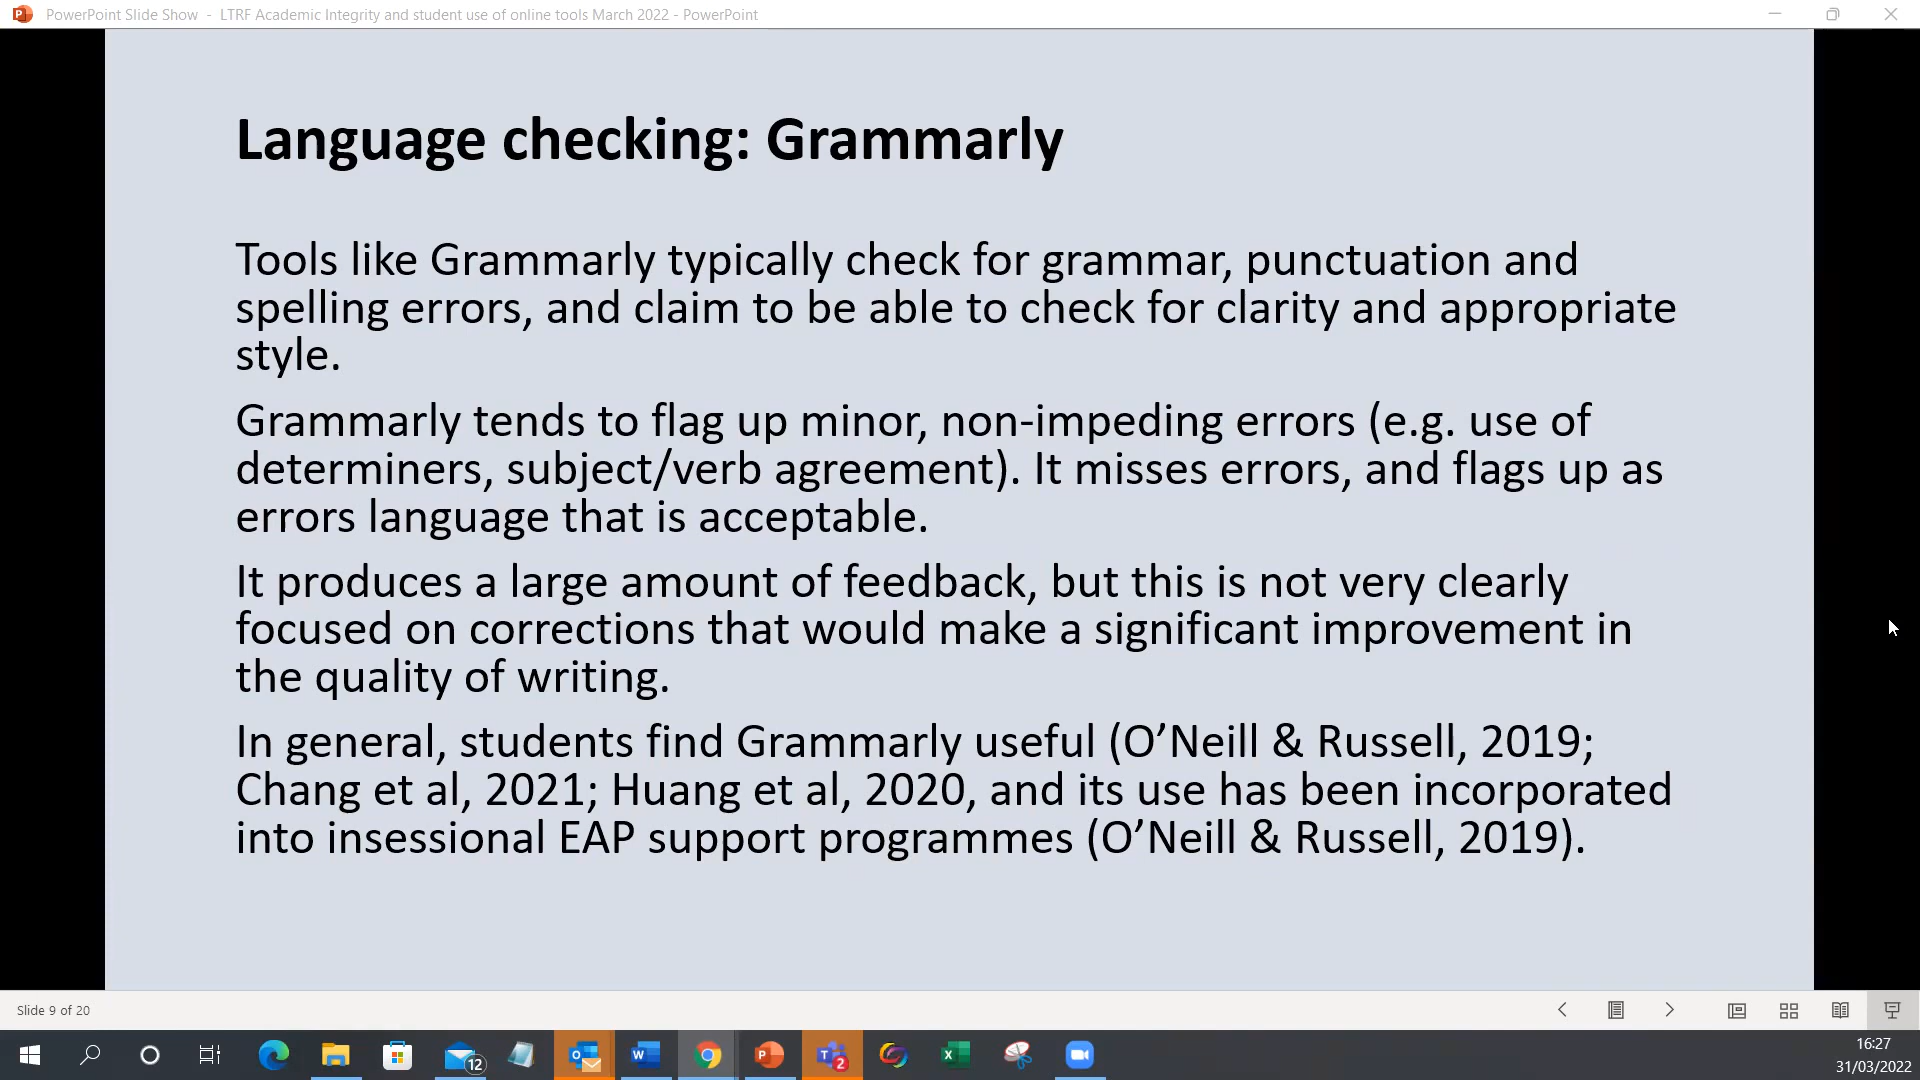 PowerPoint Slide Show - LTRF Academic Integrity and student use of online tools March 2022 - PowerPoint
Language checking: Grammarly
Tools like Grammarly typically check for grammar, punctuation and
spelling errors, and claim to be able to check for clarity and appropriate
style.
Grammarly tends to flag up minor, non-impeding errors (e.g. use of
determiners, subject/verb agreement). It misses errors, and flags up as
errors language that is acceptable.
It produces a large amount of feedback, but this is not very clearly
focused on corrections that would make a significant improvement in
the quality of writing.
In general, students find Grammarly useful (O’Neill & Russell, 2019;
Chang et al, 2021; Huang et al, 2020, and its use has been incorporated
into insessional EAP support programmes (O’Neill & Russell, 2019).
Slide 9 of 20
12
2
16:27
31/03/2022